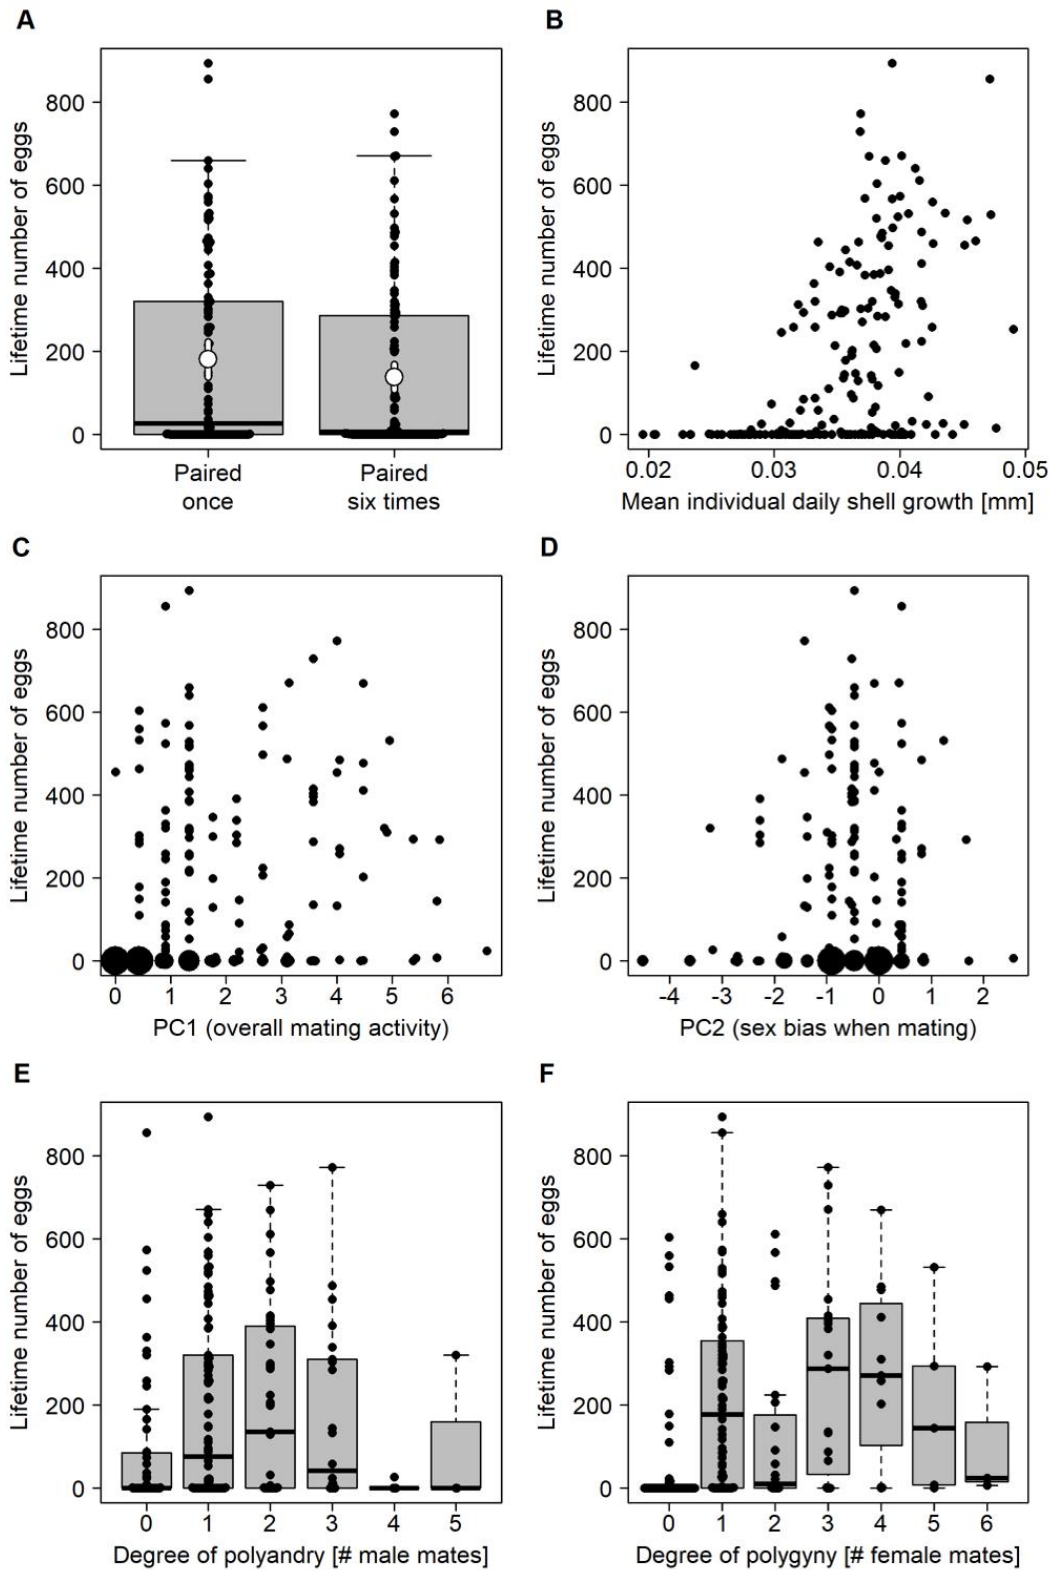 A
Lifetime number of eggs
800
600
400
200
0
Paired
once
Paired
six times
B
Lifetime number of eggs
800
600
400
200
0
0.02 0.03 0.04 0.05
Mean individual daily shell growth [mm]
C
Lifetime number of eggs
800
600
400
200
0
0 1 2 3 4 5 6
PC1 (overall mating activity)
D
Lifetime number of eggs
800
600
400
200
0
-4 -3 -2 -1 0 1 2
PC2 (sex bias when mating)
E
Lifetime number of eggs
800
600
400
200
0
0 1 2 3 4 5
Degree of polyandry [# male mates]
F
Lifetime number of eggs
800
600
400
200
0
0 1 2 3 4 5 6
Degree of polygyny [# female mates]